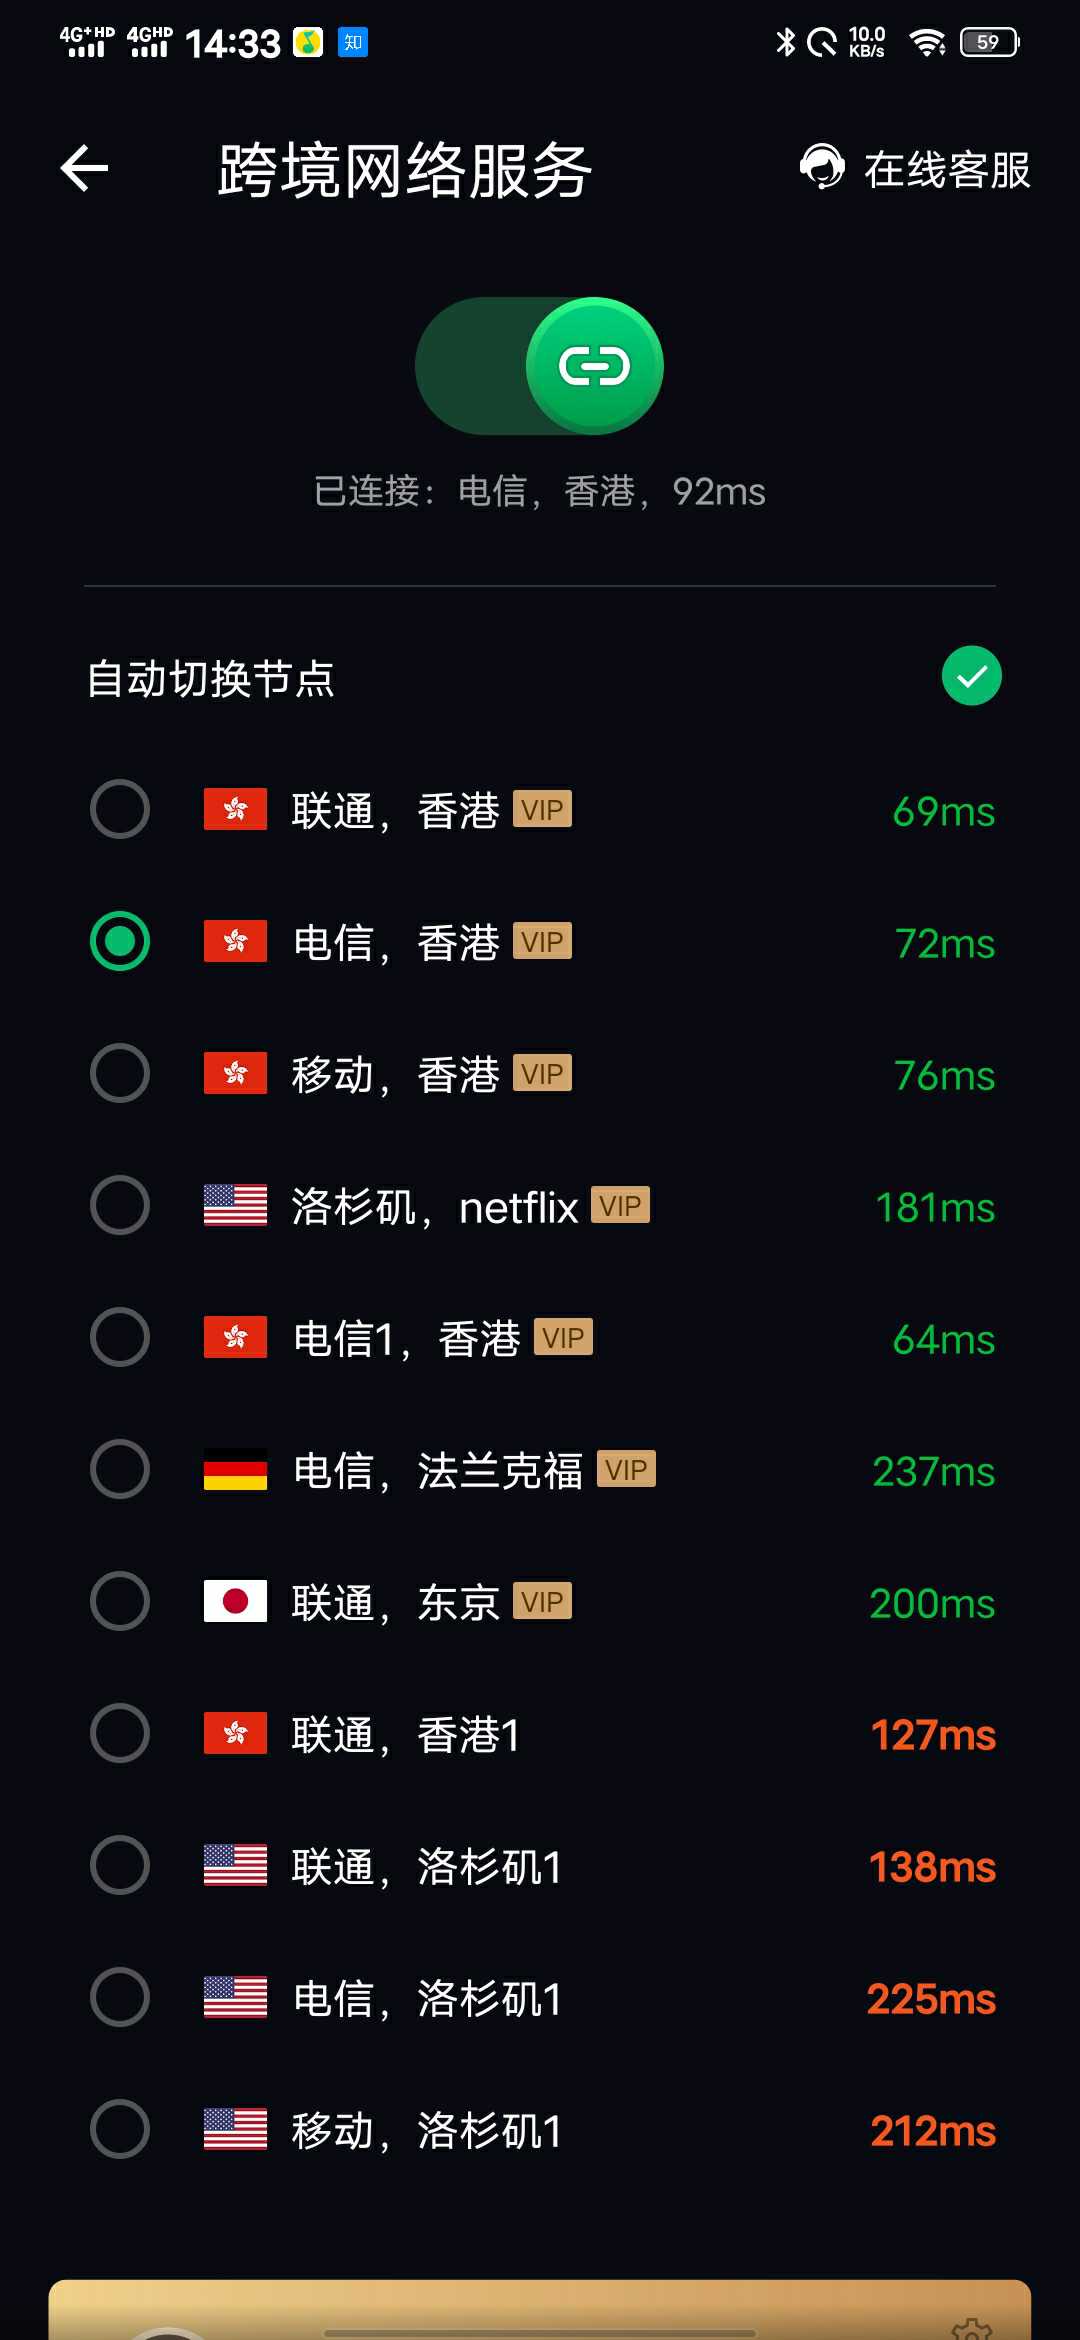 4G+HD 4GHD 14:33 知 10.0 KB/s 59
跨境网络服务 在线客服
已连接：电信，香港，92ms
自动切换节点
联通，香港 VIP 69ms
电信，香港 VIP 72ms
移动，香港 VIP 76ms
洛杉矶，netflix VIP 181ms
电信1，香港 VIP 64ms
电信，法兰克福 VIP 237ms
联通，东京 VIP 200ms
联通，香港1 127ms
联通，洛杉矶1 138ms
电信，洛杉矶1 225ms
移动，洛杉矶1 212ms